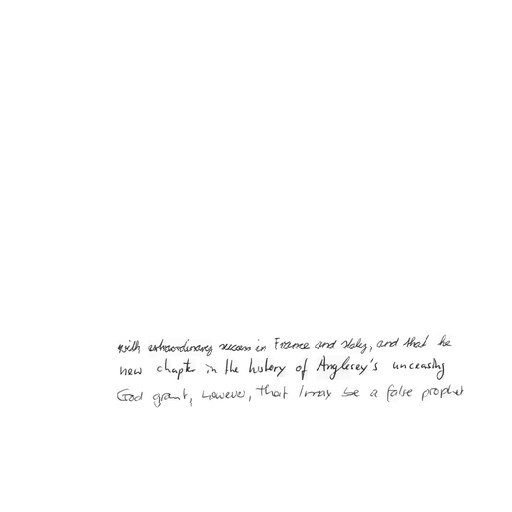 with extraordinary success in France and Italy, and that he
new chapter in the history of Anglesey's unceasing
God grant, however, that I may be a false prophet